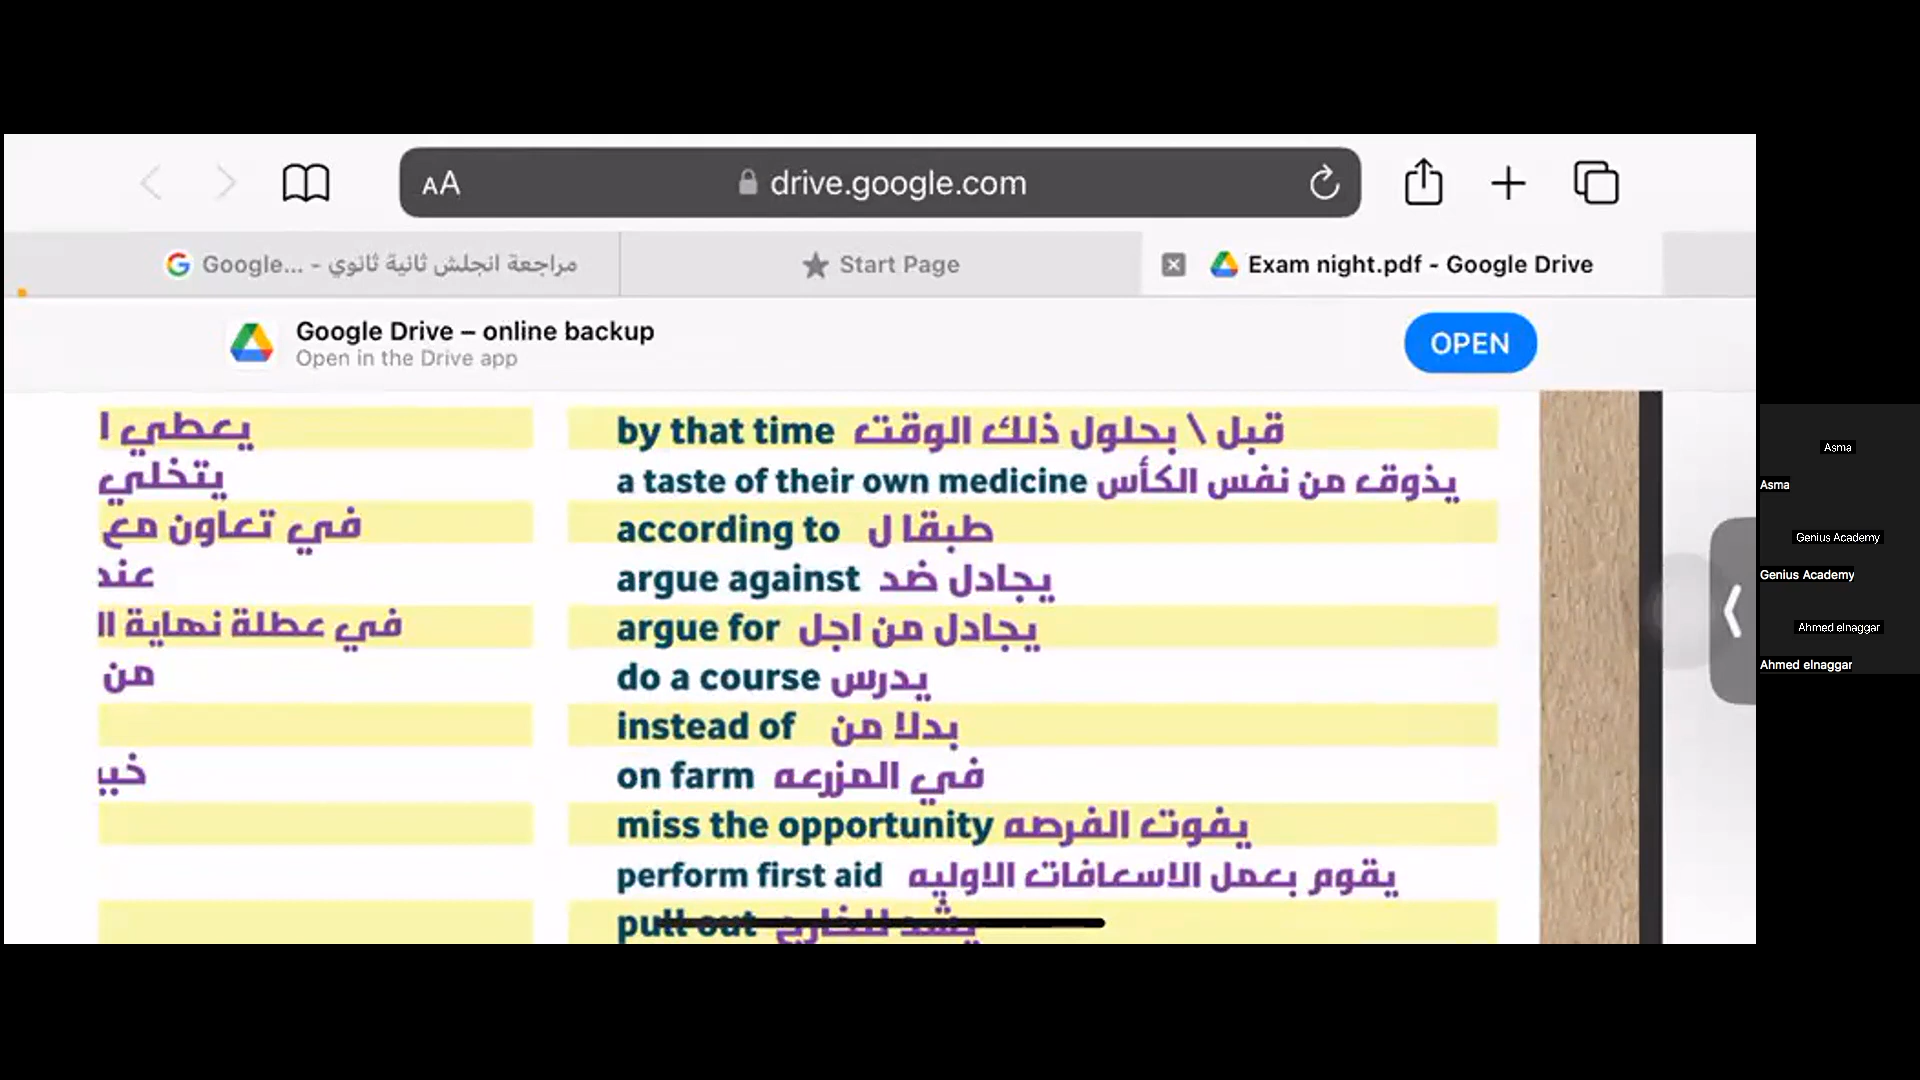 AA drive.google.com
Google... - مراجعة انجلش ثانية ثانوي
Start Page
Exam night.pdf - Google Drive
Google Drive – online backup
Open in the Drive app
OPEN
يعطي ا
by that time قبل \ بحلول ذلك الوقت
يتخلي
a taste of their own medicine يذوق من نفس الكأس
في تعاون مع
according to طبقا ل
عند
argue against يجادل ضد
في عطلة نهاية ال
argue for يجادل من اجل
من
do a course يدرس
instead of بدلا من
on farm في المزرعه
miss the opportunity يفوت الفرصه
perform first aid يقوم بعمل الاسعافات الاوليه
pull out يشد للخارج
Asma
Asma
Genius Academy
Genius Academy
Ahmed elnaggar
Ahmed elnaggar